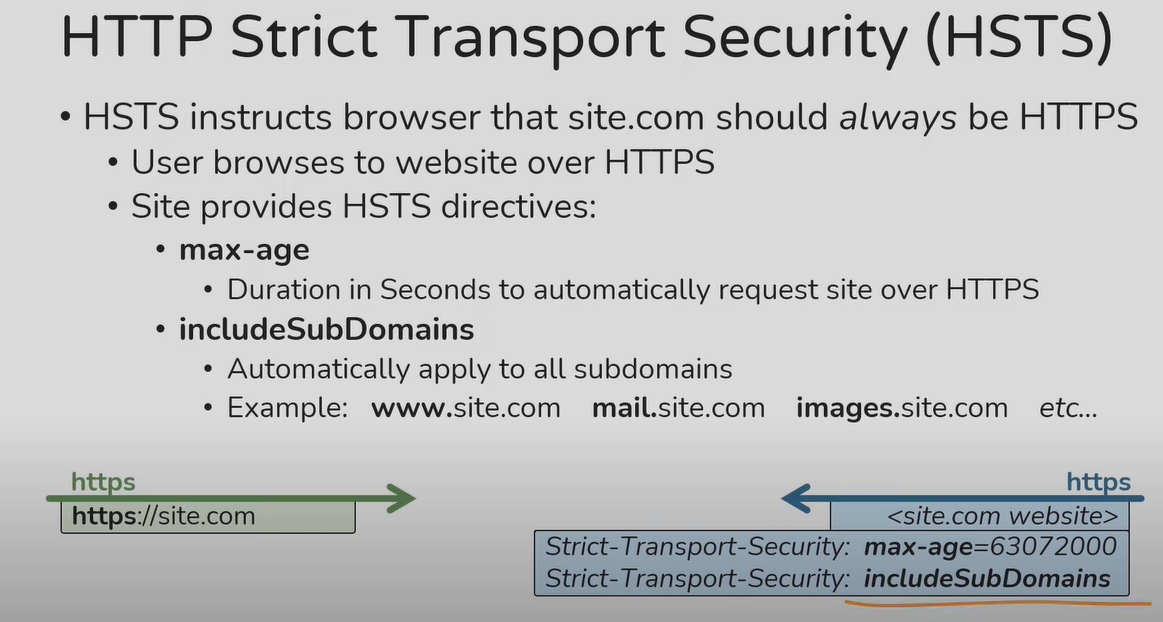 HTTP Strict Transport Security (HSTS)
• HSTS instructs browser that site.com should always be HTTPS
• User browses to website over HTTPS
• Site provides HSTS directives:
• max-age
• Duration in Seconds to automatically request site over HTTPS
• includeSubDomains
• Automatically apply to all subdomains
• Example: www.site.com mail.site.com images.site.com etc...
https
https://site.com
https
<site.com website>
Strict-Transport-Security: max-age=63072000
Strict-Transport-Security: includeSubDomains